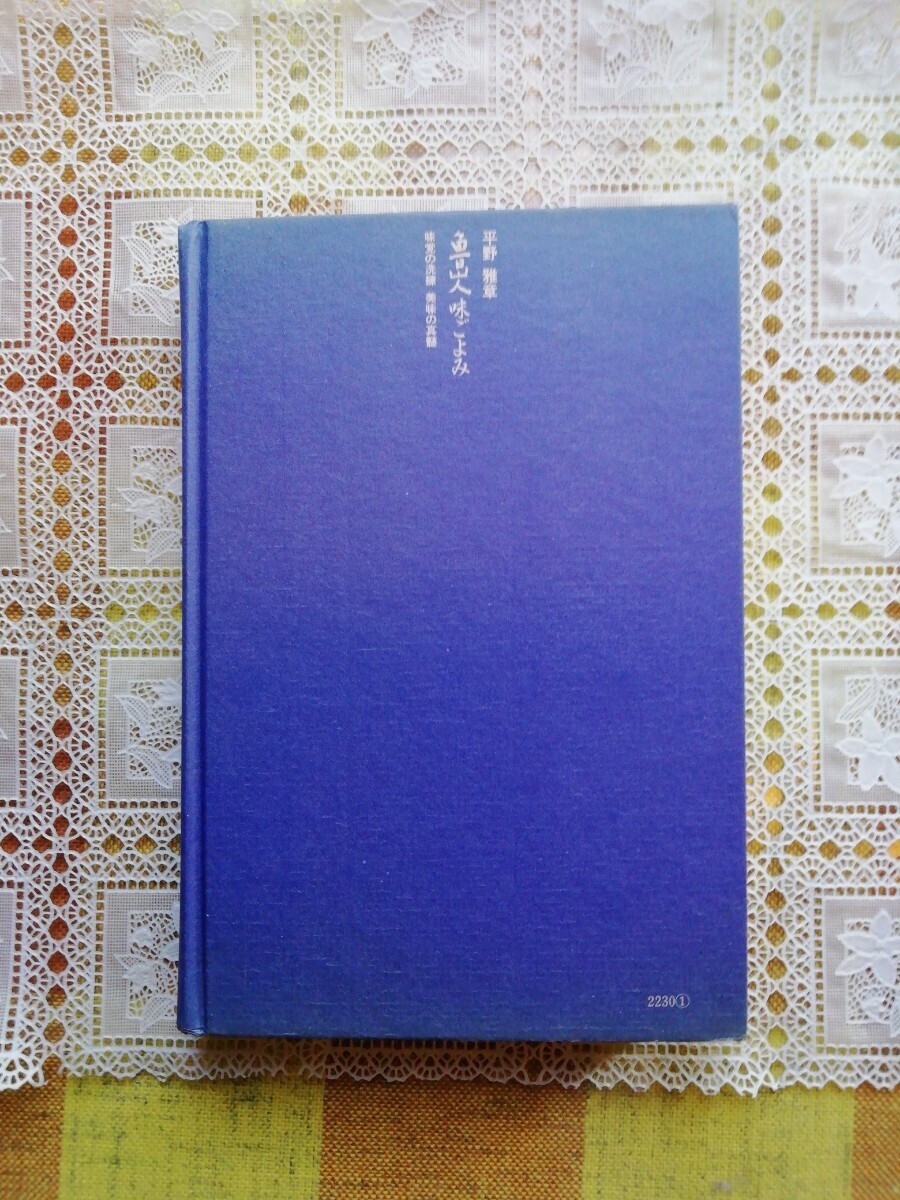 平野 雅章
魯山人 味ごよみ
味覚の洗練 美味の真髄
2230①